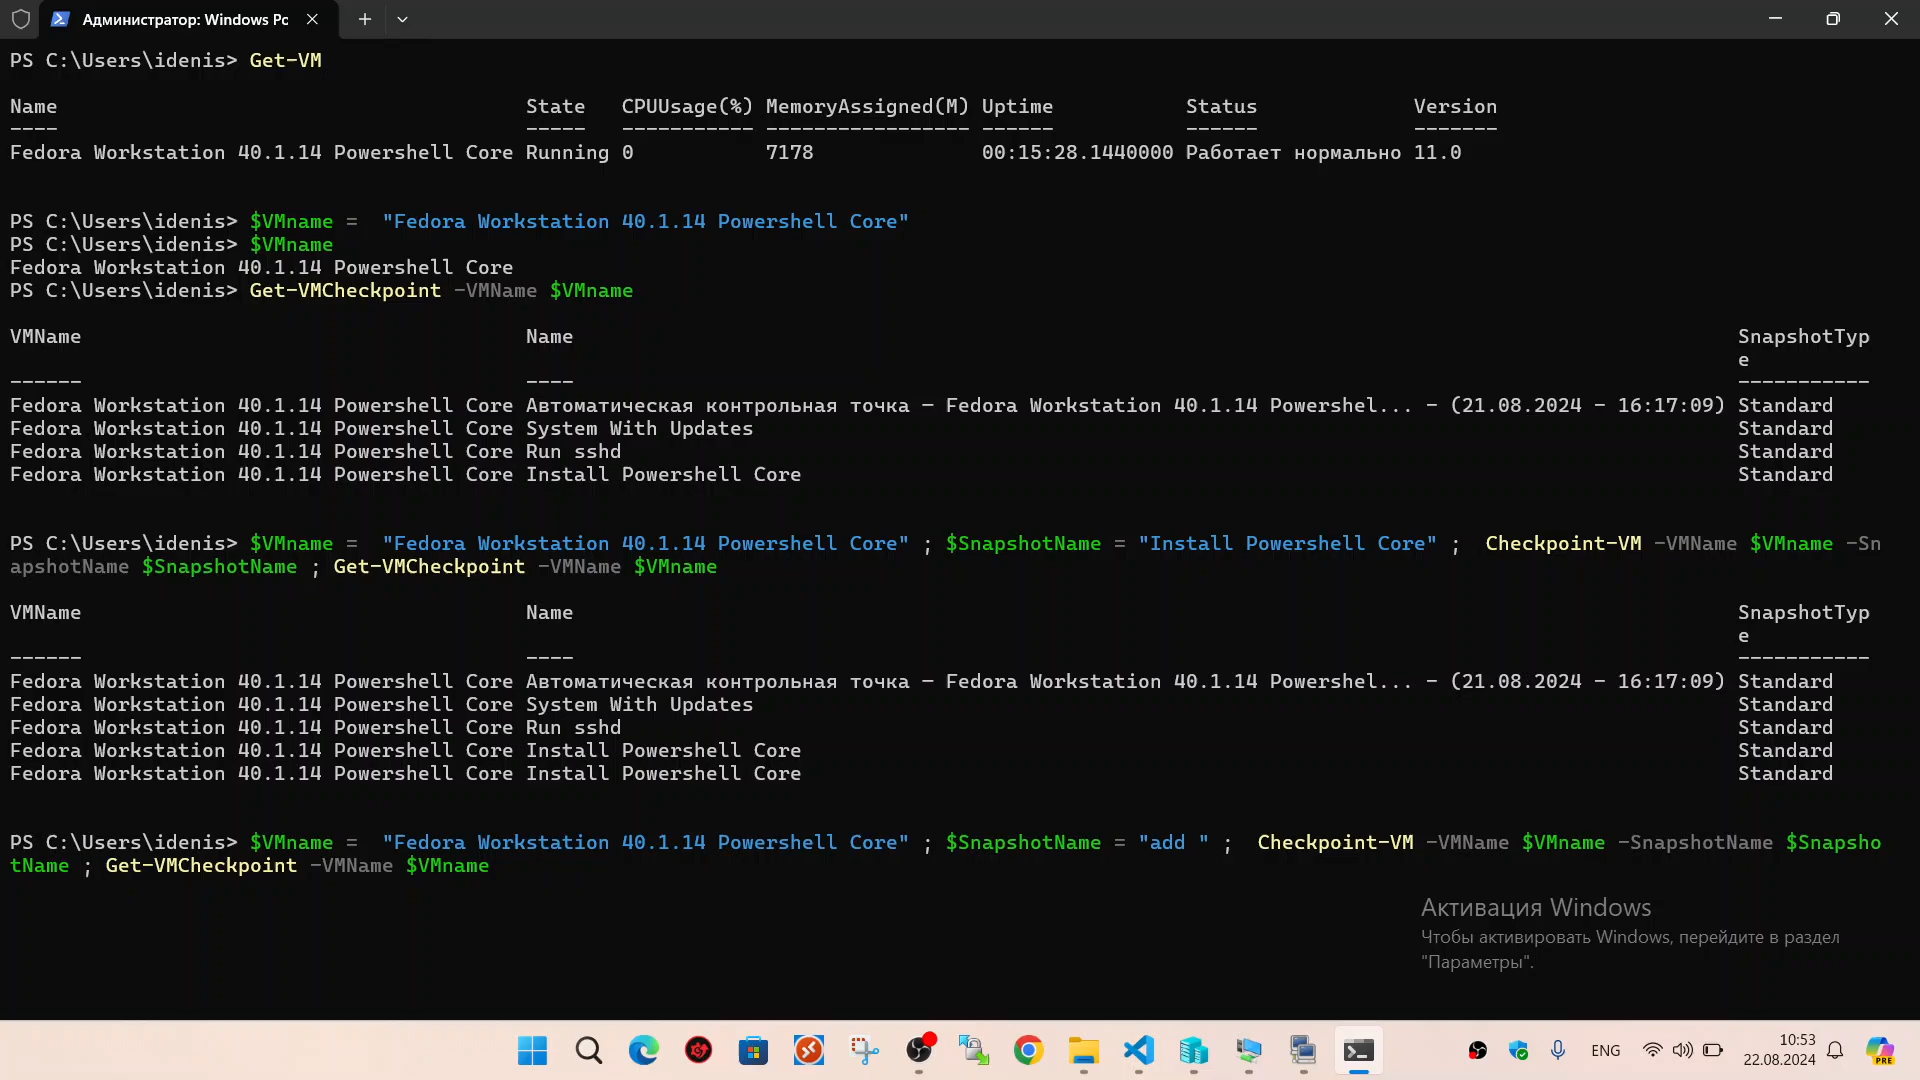 Администратор: Windows Po
PS C:\Users\idenis> Get-VM
Name State CPUUsage(%) MemoryAssigned(M) Uptime Status Version
---- ----- ----------- ----------------- ------ ------ -------
Fedora Workstation 40.1.14 Powershell Core Running 0 7178 00:15:28.1440000 Работает нормально 11.0
PS C:\Users\idenis> $VMname =  "Fedora Workstation 40.1.14 Powershell Core"
PS C:\Users\idenis> $VMname
Fedora Workstation 40.1.14 Powershell Core
PS C:\Users\idenis> Get-VMCheckpoint -VMName $VMname
VMName Name SnapshotTyp
e
------ ---- -----------
Fedora Workstation 40.1.14 Powershell Core Автоматическая контрольная точка – Fedora Workstation 40.1.14 Powershel... - (21.08.2024 - 16:17:09) Standard
Fedora Workstation 40.1.14 Powershell Core System With Updates Standard
Fedora Workstation 40.1.14 Powershell Core Run sshd Standard
Fedora Workstation 40.1.14 Powershell Core Install Powershell Core Standard
PS C:\Users\idenis> $VMname =  "Fedora Workstation 40.1.14 Powershell Core" ; $SnapshotName = "Install Powershell Core" ;  Checkpoint-VM -VMName $VMname -Sn
apshotName $SnapshotName ; Get-VMCheckpoint -VMName $VMname
VMName Name SnapshotTyp
e
------ ---- -----------
Fedora Workstation 40.1.14 Powershell Core Автоматическая контрольная точка – Fedora Workstation 40.1.14 Powershel... - (21.08.2024 - 16:17:09) Standard
Fedora Workstation 40.1.14 Powershell Core System With Updates Standard
Fedora Workstation 40.1.14 Powershell Core Run sshd Standard
Fedora Workstation 40.1.14 Powershell Core Install Powershell Core Standard
Fedora Workstation 40.1.14 Powershell Core Install Powershell Core Standard
PS C:\Users\idenis> $VMname =  "Fedora Workstation 40.1.14 Powershell Core" ; $SnapshotName = "add " ;  Checkpoint-VM -VMName $VMname -SnapshotName $Snapsho
tName ; Get-VMCheckpoint -VMName $VMname
Активация Windows
Чтобы активировать Windows, перейдите в раздел
"Параметры".
ENG
10:53
22.08.2024
PRE